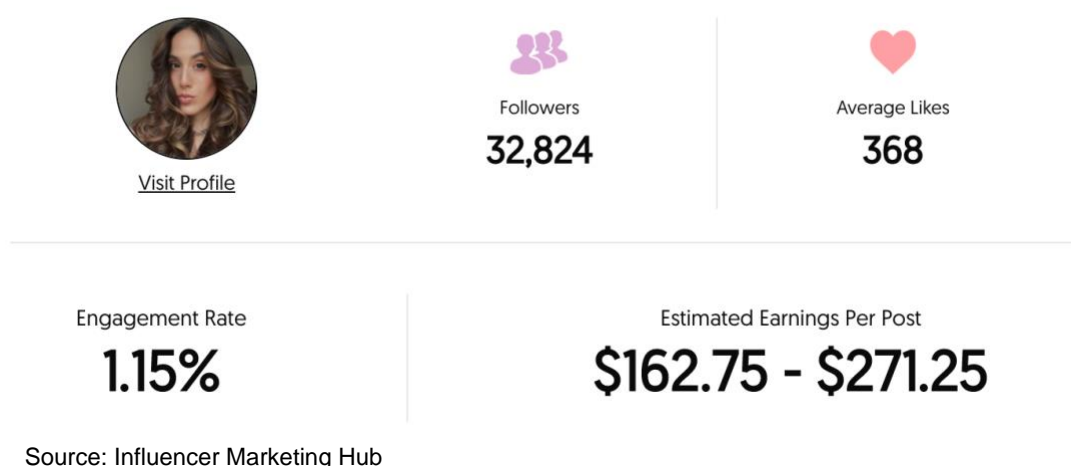 Visit Profile
Followers
32,824
Average Likes
368
Engagement Rate
1.15%
Estimated Earnings Per Post
$162.75 - $271.25
Source: Influencer Marketing Hub